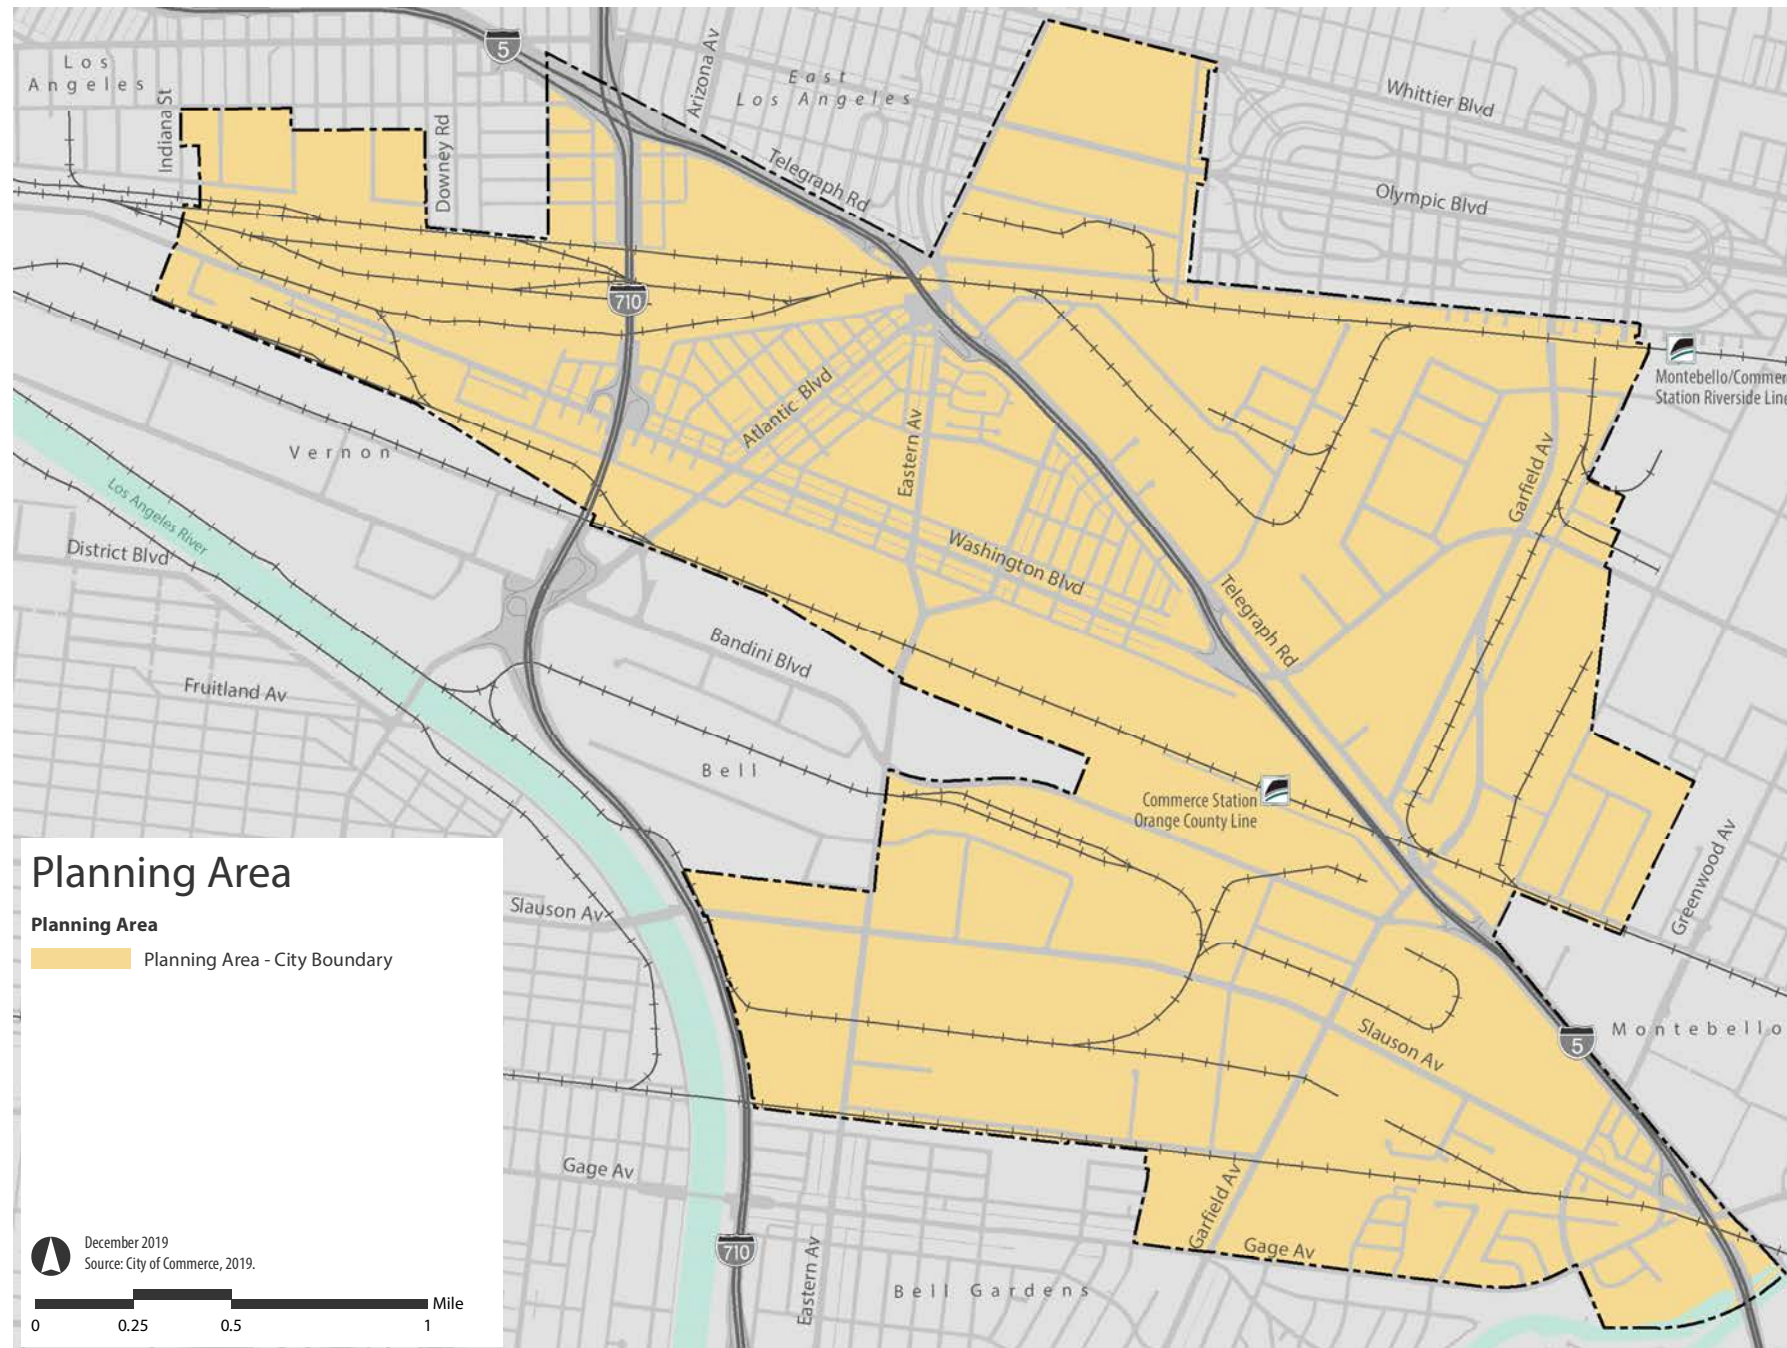 5
Los
Angeles
Indiana St
Downey Rd
Arizona Av
East
Los Angeles
Telegraph Rd
Whittier Blvd
Olympic Blvd
710
Montebello/Commer
Station Riverside Line
Atlantic Blvd
Eastern Av
Garfield Av
Vernon
Los Angeles River
District Blvd
Washington Blvd
Telegraph Rd
Bandini Blvd
Fruitland Av
Bell
Commerce Station
Orange County Line
Greenwood Av
Slauson Av
Slauson Av
5
Montebello
Gage Av
Garfield Av
Gage Av
710
Eastern Av
Bell Gardens
Planning Area
Planning Area
Planning Area - City Boundary
December 2019
Source: City of Commerce, 2019.
Mile
0 0.25 0.5 1